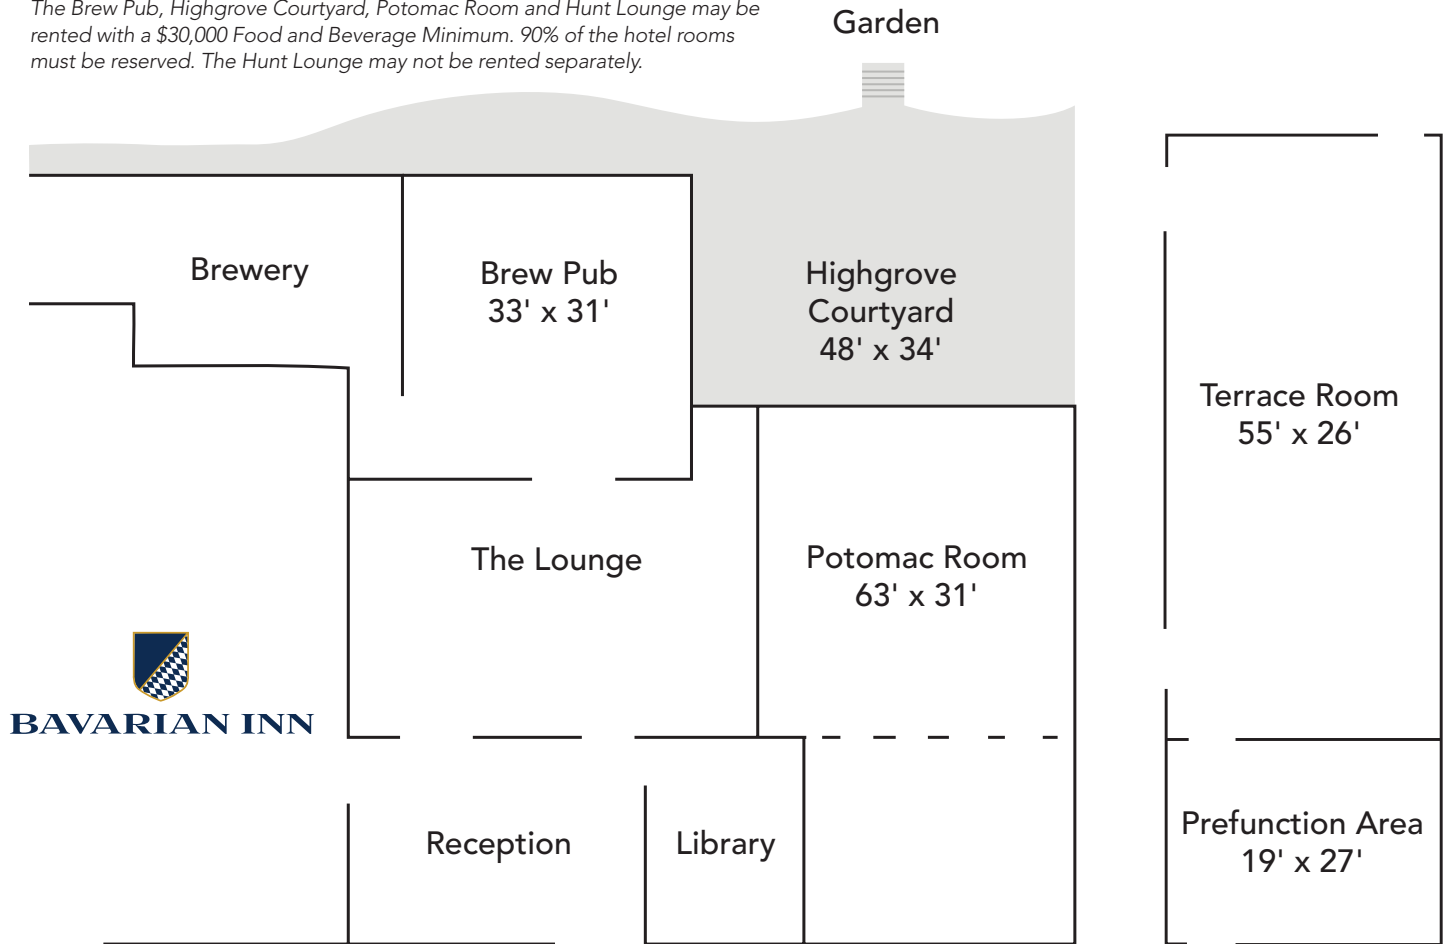 The Brew Pub, Highgrove Courtyard, Potomac Room and Hunt Lounge may be
rented with a $30,000 Food and Beverage Minimum. 90% of the hotel rooms
must be reserved. The Hunt Lounge may not be rented separately.
Garden
Brewery
Brew Pub
33' x 31'
Highgrove
Courtyard
48' x 34'
Terrace Room
55' x 26'
The Lounge
Potomac Room
63' x 31'
BAVARIAN INN
Reception
Library
Prefunction Area
19' x 27'